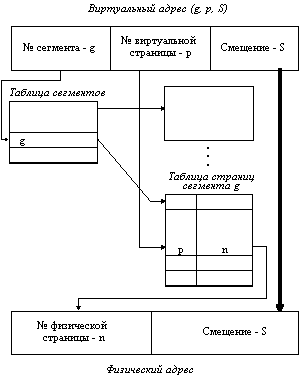 Виртуальный адрес (g, p, S)
№ сегмента - g
№ виртуальной
страницы - p
Смещение - S
Таблица сегментов
g
Таблица страниц
сегмента g
p n
№ физической
страницы - n
Смещение - S
Физический адрес